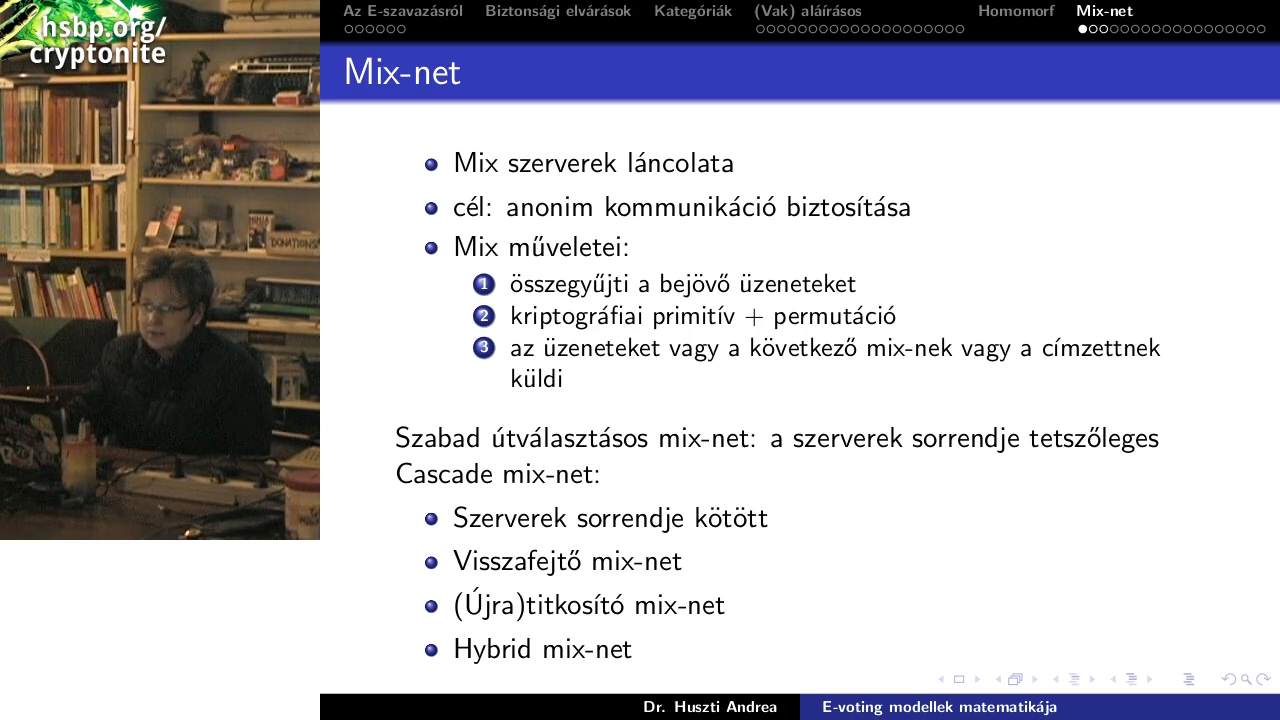 hsbp.org/
cryptonite
DONATIONS
Az E-szavazásról Biztonsági elvárások Kategóriák (Vak) aláírásos Homomorf Mix-net
Mix-net
Mix szerverek láncolata
cél: anonim kommunikáció biztosítása
Mix műveletei:
1 összegyűjti a bejövő üzeneteket
2 kriptográfiai primitív + permutáció
3 az üzeneteket vagy a következő mix-nek vagy a címzettnek
küldi
Szabad útválasztásos mix-net: a szerverek sorrendje tetszőleges
Cascade mix-net:
Szerverek sorrendje kötött
Visszafejtő mix-net
(Újra)titkosító mix-net
Hybrid mix-net
Dr. Huszti Andrea E-voting modellek matematikája